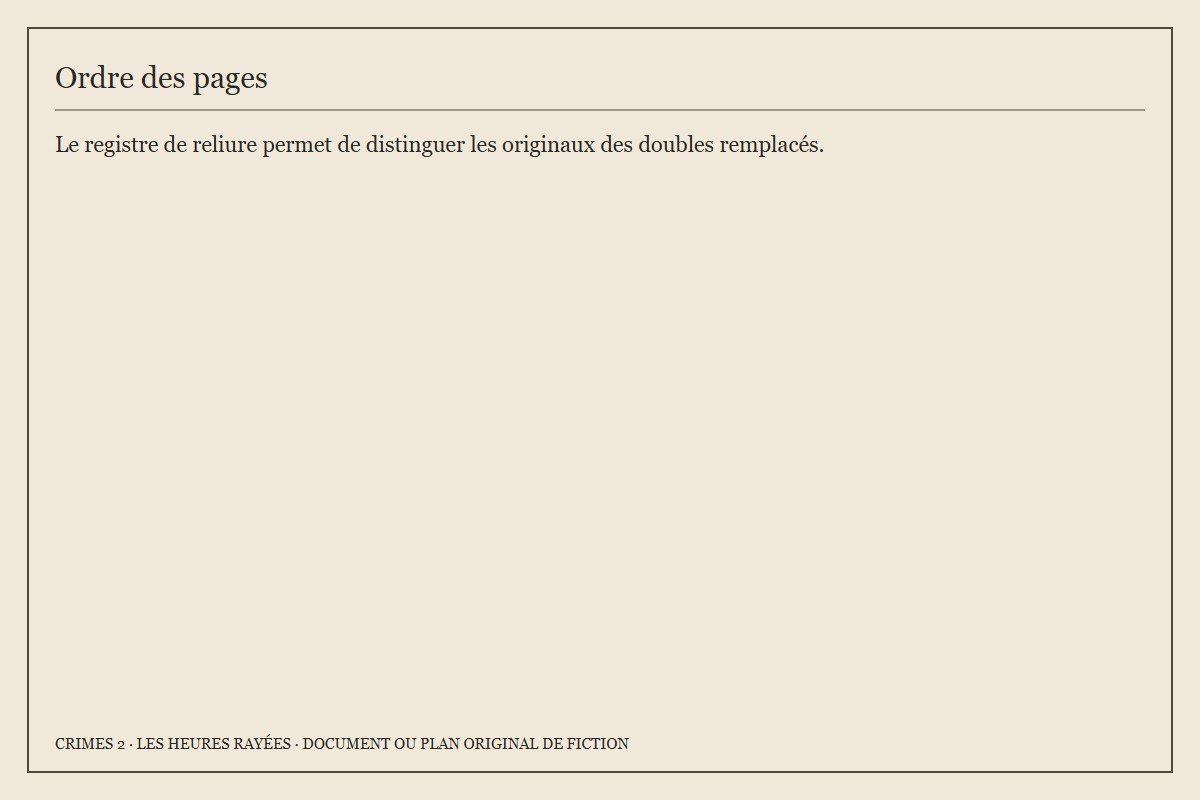 Ordre des pages
Le registre de reliure permet de distinguer les originaux des doubles remplacés.
CRIMES 2 · LES HEURES RAYÉES · DOCUMENT OU PLAN ORIGINAL DE FICTION